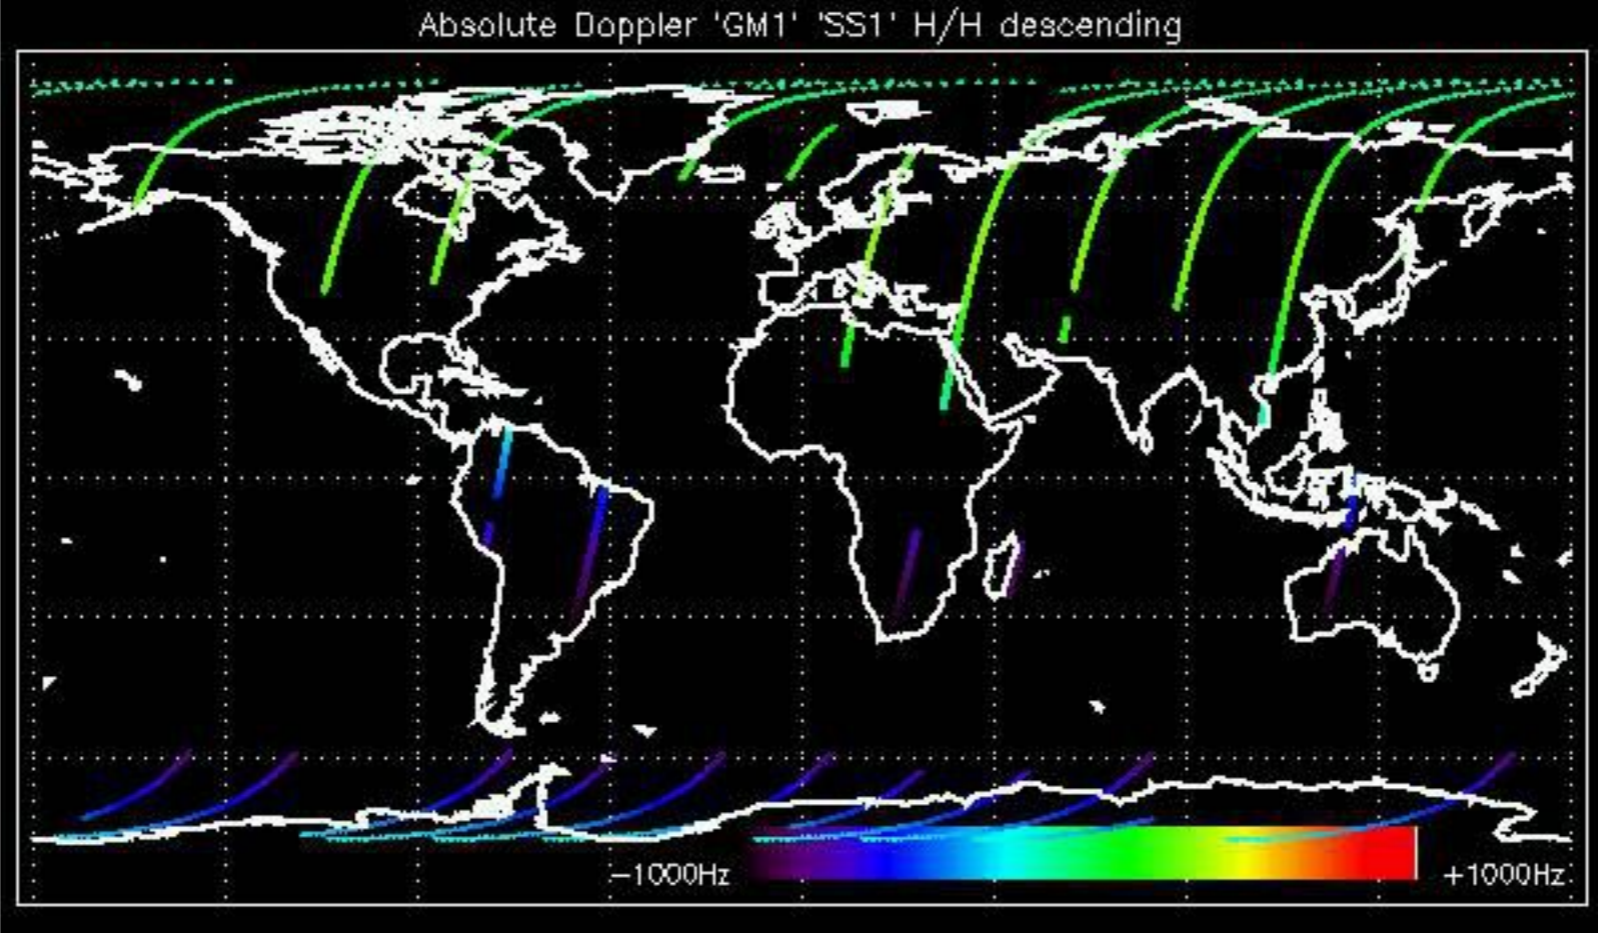 Absolute Doppler 'GM1' 'SS1' H/H descending
-1000Hz
+1000Hz